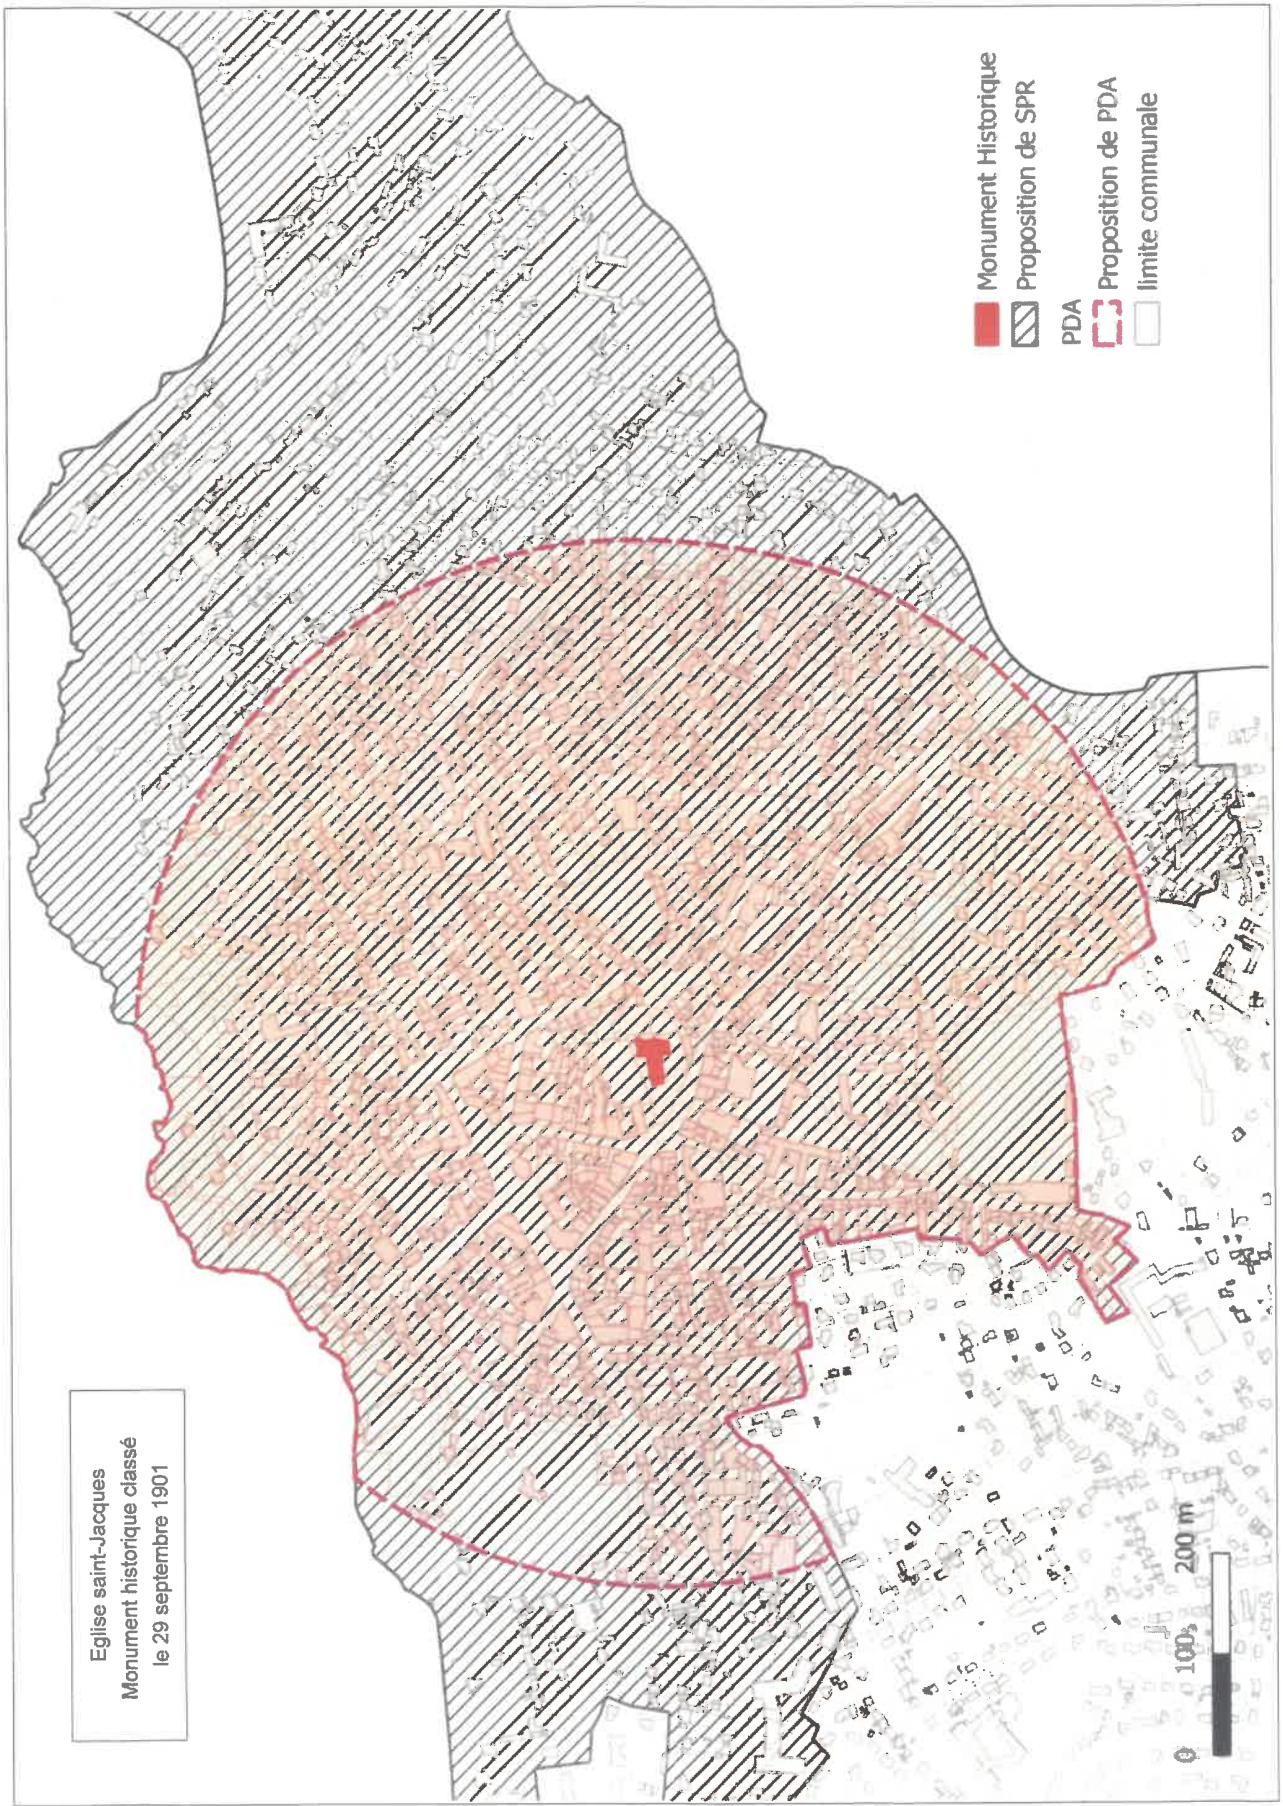 Eglise saint-Jacques
Monument historique classé
le 29 septembre 1901
Monument Historique
Proposition de SPR
PDA
Proposition de PDA
limite communale
0 100 200 m